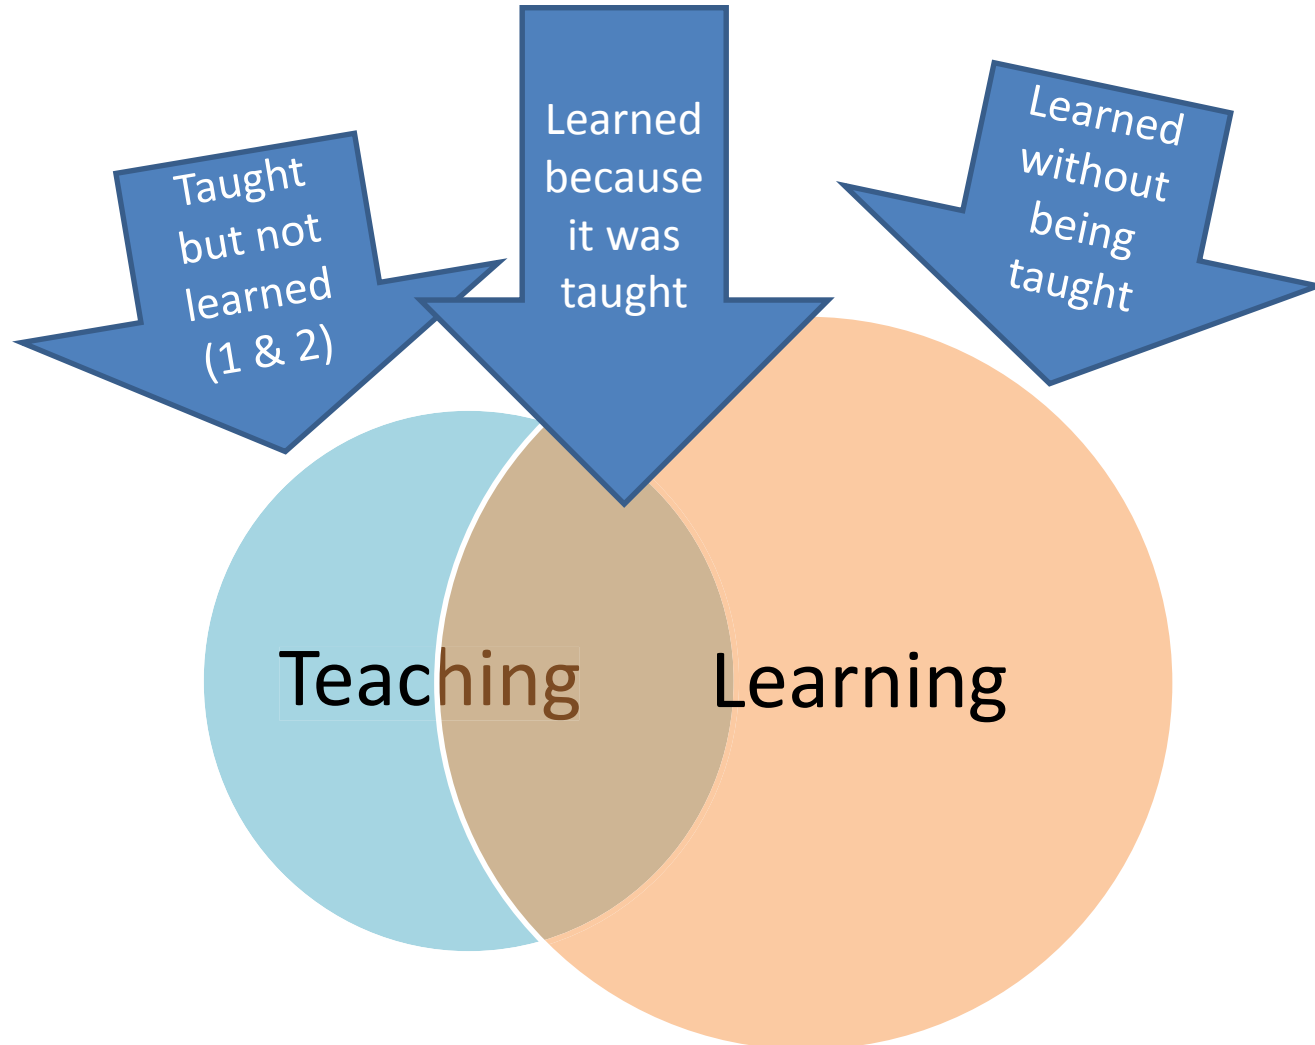 Taught
but not
learned
(1 & 2)
Learned
because
it was
taught
Learned
without
being
taught
Teaching
Learning